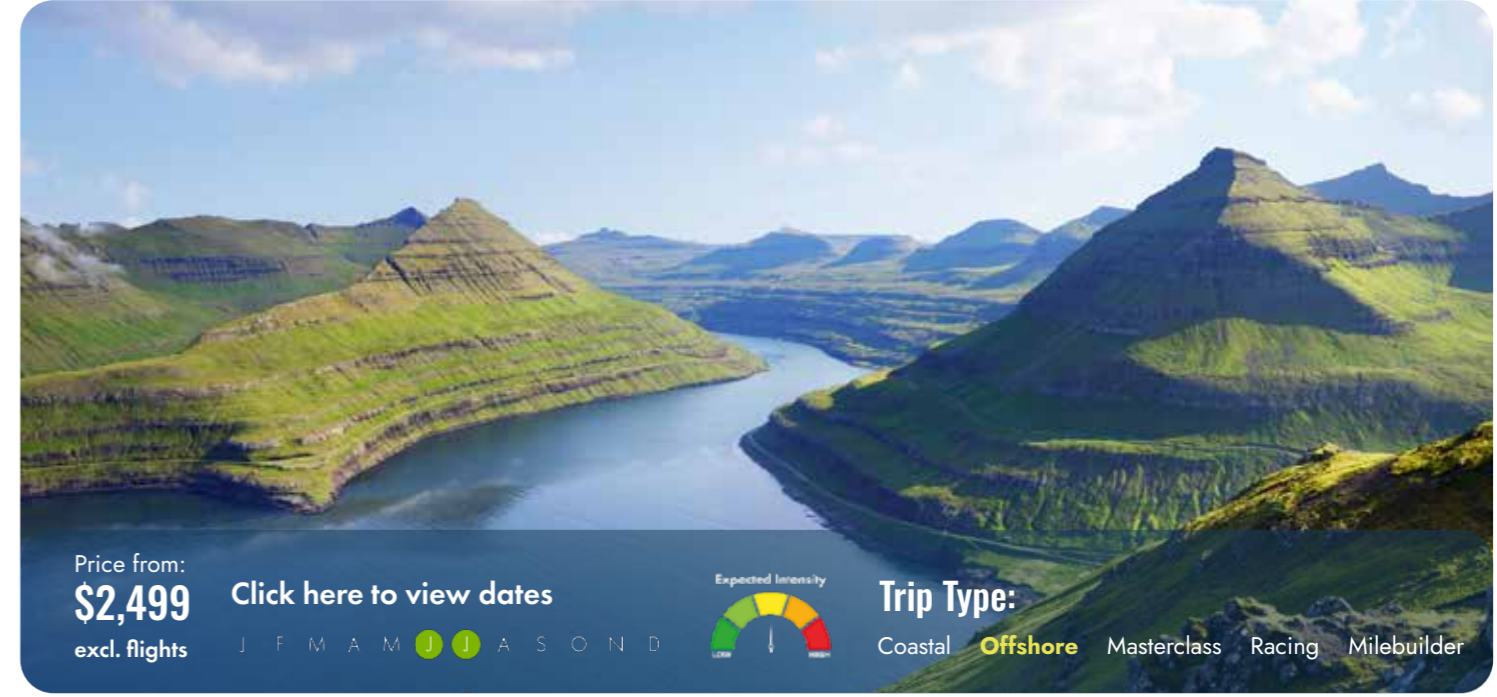 Price from:
$2,499
excl. flights
Click here to view dates
J F M A M J J A S O N D
Expected Intensity
LOW HIGH
Trip Type:
Coastal Offshore Masterclass Racing Milebuilder